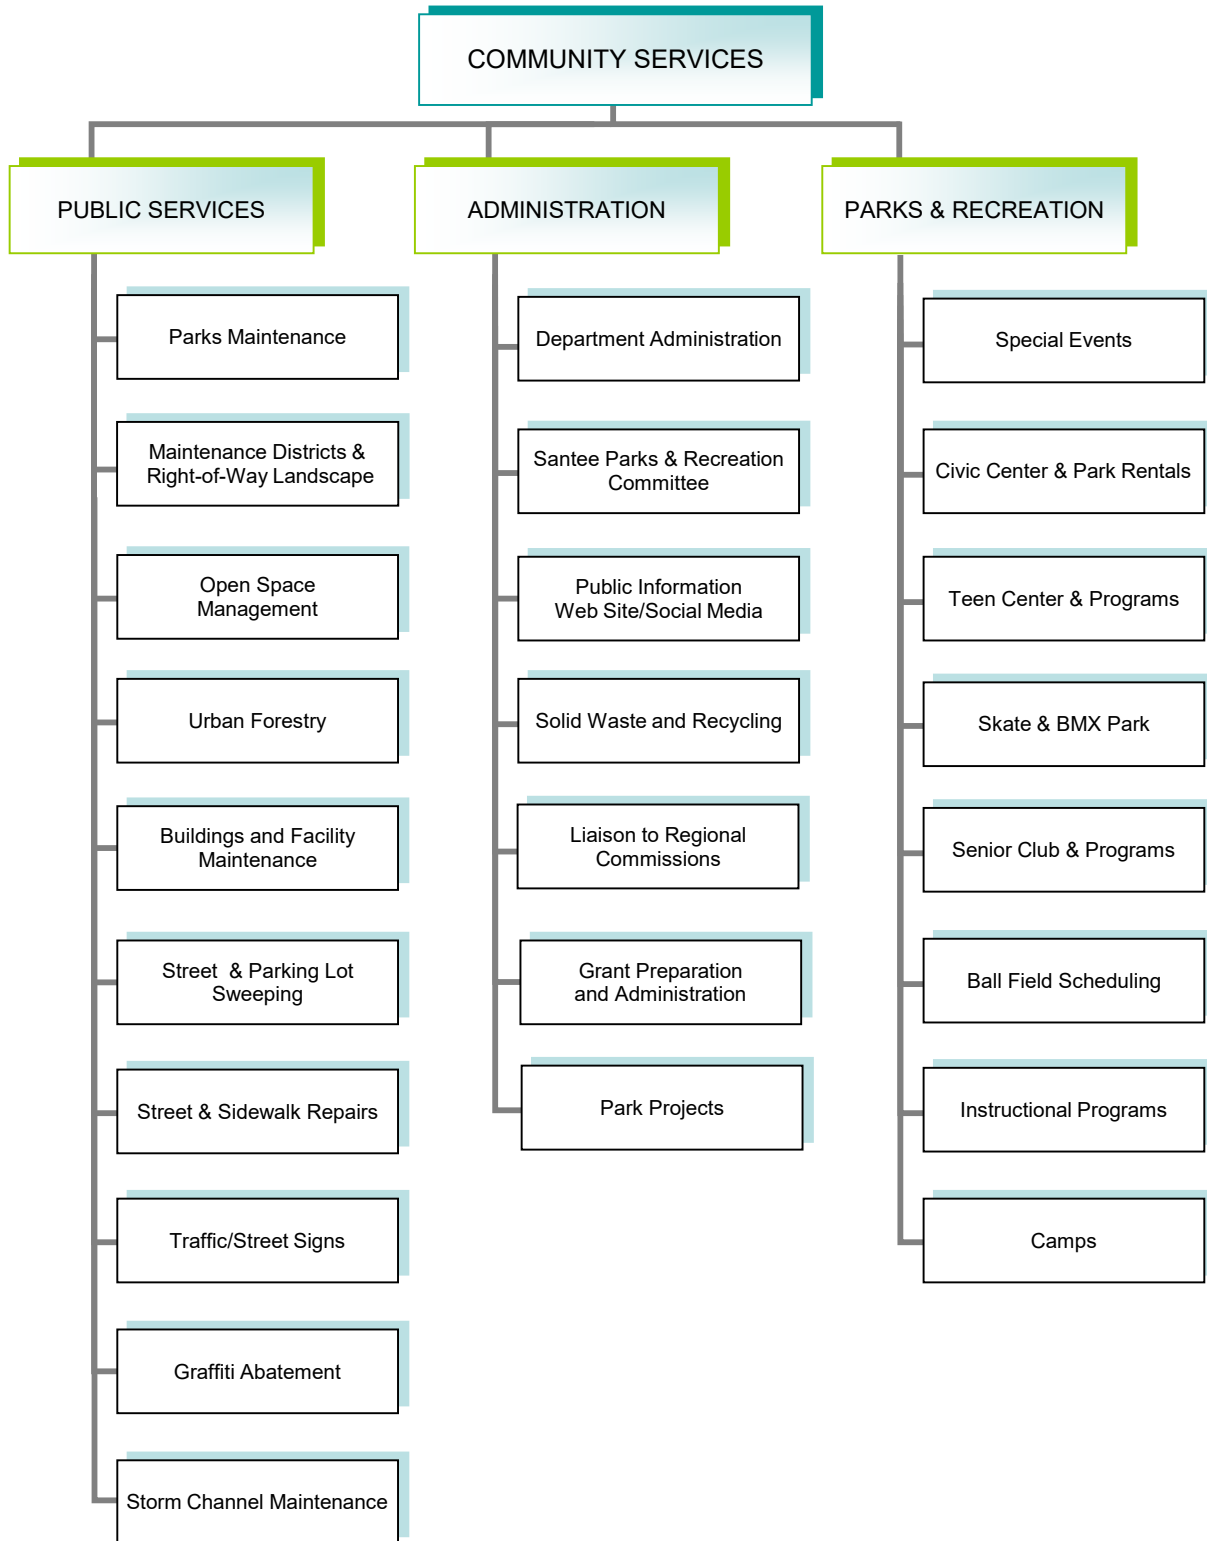 COMMUNITY SERVICES
PUBLIC SERVICES
Parks Maintenance
Maintenance Districts &
Right-of-Way Landscape
Open Space
Management
Urban Forestry
Buildings and Facility
Maintenance
Street & Parking Lot
Sweeping
Street & Sidewalk Repairs
Traffic/Street Signs
Graffiti Abatement
Storm Channel Maintenance
ADMINISTRATION
Department Administration
Santee Parks & Recreation
Committee
Public Information
Web Site/Social Media
Solid Waste and Recycling
Liaison to Regional
Commissions
Grant Preparation
and Administration
Park Projects
PARKS & RECREATION
Special Events
Civic Center & Park Rentals
Teen Center & Programs
Skate & BMX Park
Senior Club & Programs
Ball Field Scheduling
Instructional Programs
Camps